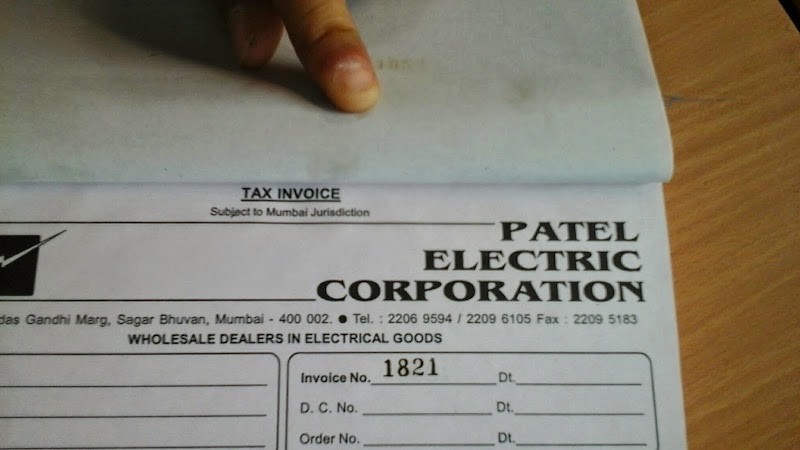 TAX INVOICE
Subject to Mumbai Jurisdiction
PATEL
ELECTRIC
CORPORATION
das Gandhi Marg, Sagar Bhuvan, Mumbai - 400 002. ● Tel. : 2206 9594 / 2209 6105 Fax : 2209 5183
WHOLESALE DEALERS IN ELECTRICAL GOODS
Invoice No. 1821 Dt.
D. C. No. Dt.
Order No. Dt.